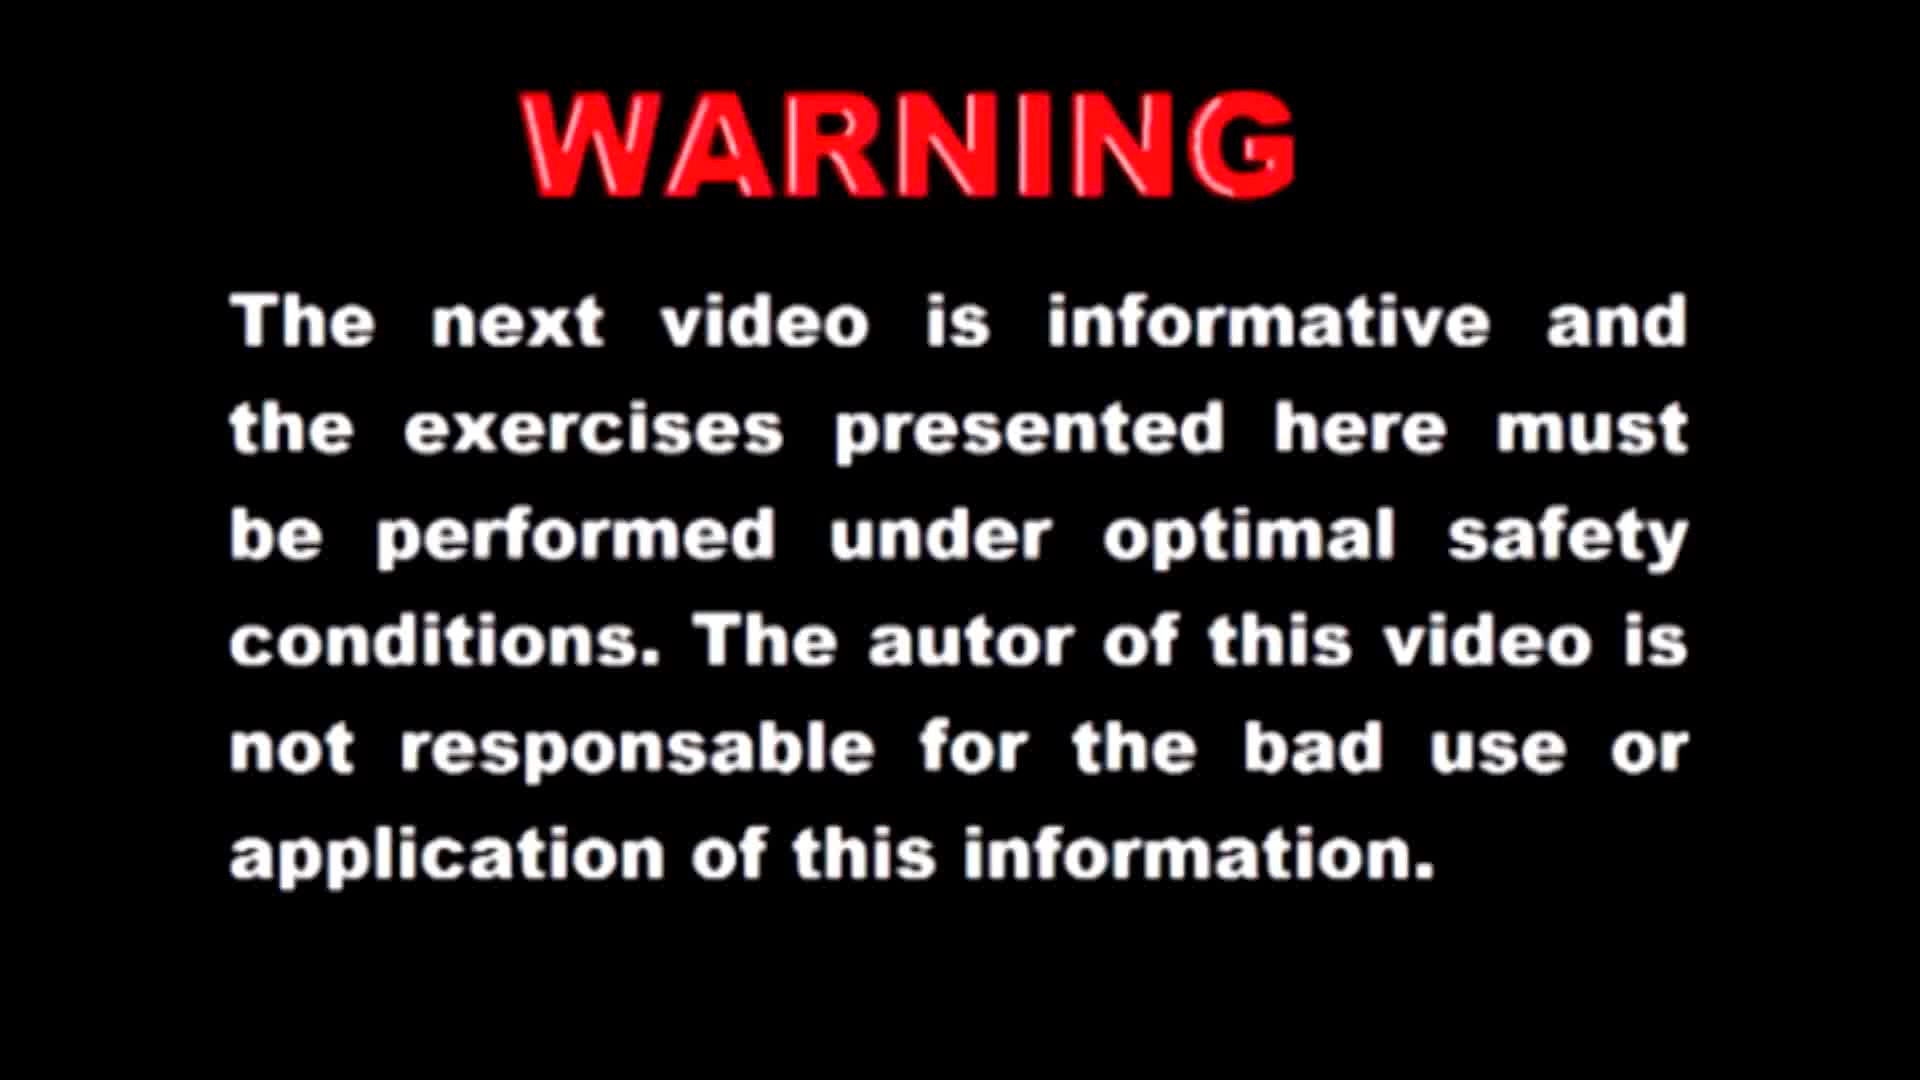 WARNING
The next video is informative and
the exercises presented here must
be performed under optimal safety
conditions. The autor of this video is
not responsable for the bad use or
application of this information.